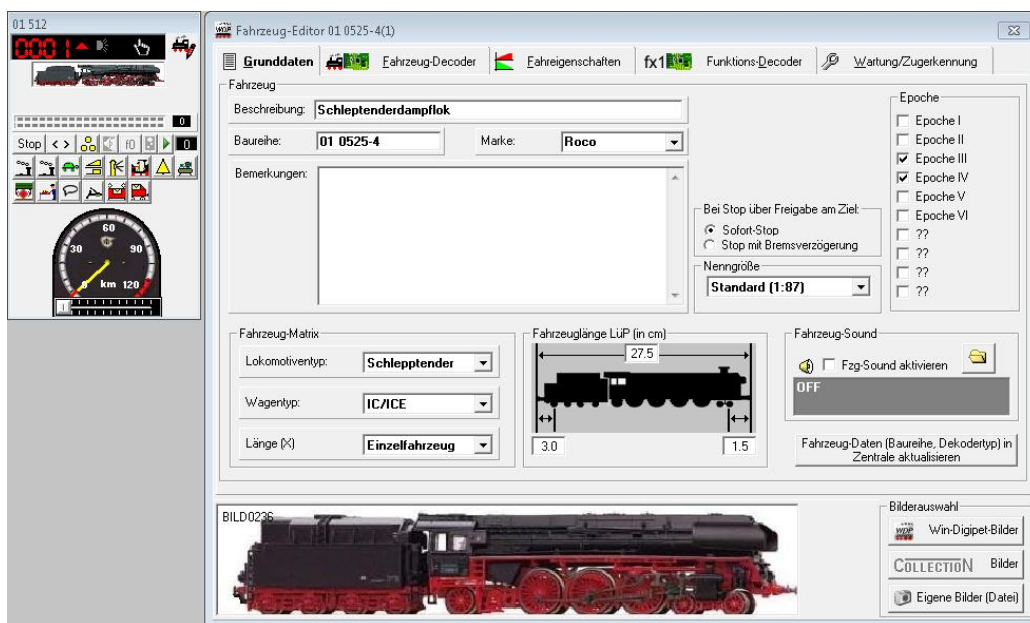 01 512
0001
0
Stop < > f0 0
30 60 90
0 km 120
Fahrzeug-Editor 01 0525-4(1)
Grunddaten Fahrzeug-Decoder Fahreigenschaften fx1 Funktions-Decoder Wartung/Zugerkennung
Fahrzeug
Beschreibung: Schleptenderdampflok
Baureihe: 01 0525-4 Marke: Roco
Bemerkungen:
Bei Stop über Freigabe am Ziel:
Sofort-Stop
Stop mit Bremsverzögerung
Nenngröße
Standard (1:87)
Epoche
Epoche I
Epoche II
Epoche III
Epoche IV
Epoche V
Epoche VI
??
??
??
??
Fahrzeug-Matrix
Lokomotiventyp: Schlepptender
Wagentyp: IC/ICE
Länge (X) Einzelfahrzeug
Fahrzeuglänge LüP (in cm)
27.5
3.0 1.5
Fahrzeug-Sound
Fzg-Sound aktivieren
OFF
Fahrzeug-Daten (Baureihe, Dekodertyp) in
Zentrale aktualisieren
BILD0236
Bilderauswahl
WDP Win-Digipet-Bilder
COLLECTION Bilder
Eigene Bilder (Datei)